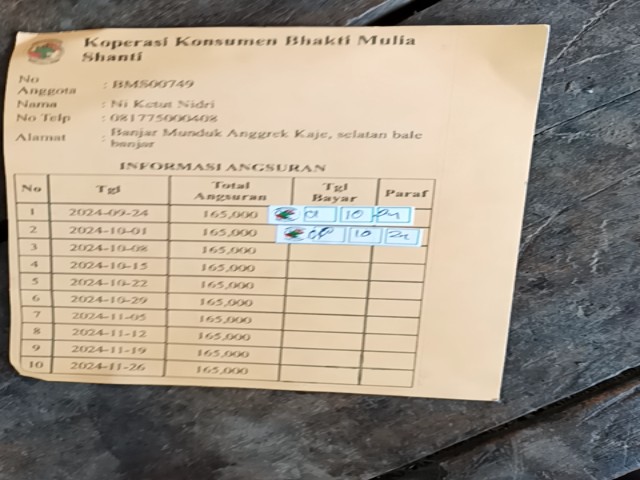 Koperasi Konsumen Bhakti Mulia
Shanti
No
Anggota : BMS00749
Nama : Ni Ketut Nidri
No Telp : 081775000408
Alamat : Banjar Munduk Anggrek Kaje, selatan bale
banjar
INFORMASI ANGSURAN
No Tgl Total Angsuran Tgl Bayar Paraf
1 2024-09-24 165,000 01 10 24
2 2024-10-01 165,000 10 24
3 2024-10-08 165,000
4 2024-10-15 165,000
5 2024-10-22 165,000
6 2024-10-29 165,000
7 2024-11-05 165,000
8 2024-11-12 165,000
9 2024-11-19 165,000
10 2024-11-26 165,000